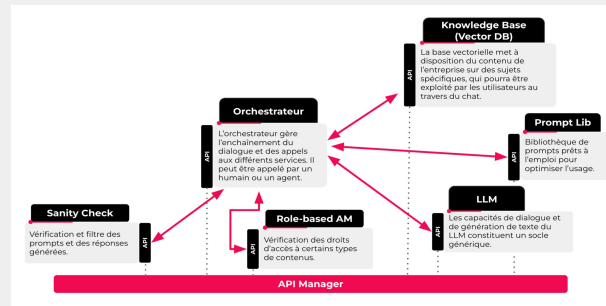 Knowledge Base
(Vector DB)
API
La base vectorielle met à
disposition du contenu de
l'entreprise sur des sujets
spécifiques, qui pourra être
exploité par les utilisateurs au
travers du chat.
Orchestrateur
API
L'orchestrateur gère
l'enchaînement du
dialogue et des appels
aux différents services. Il
peut être appelé par un
humain ou un agent.
Prompt Lib
API
Bibliothèque de
prompts prêts à
l'emploi pour
optimiser l'usage.
Sanity Check
API
Vérification et filtre des
prompts et des réponses
générées.
Role-based AM
API
Vérification des droits
d'accès à certains types
de contenus.
LLM
API
Les capacités de dialogue et
de génération de texte du
LLM constituent un socle
générique.
API Manager